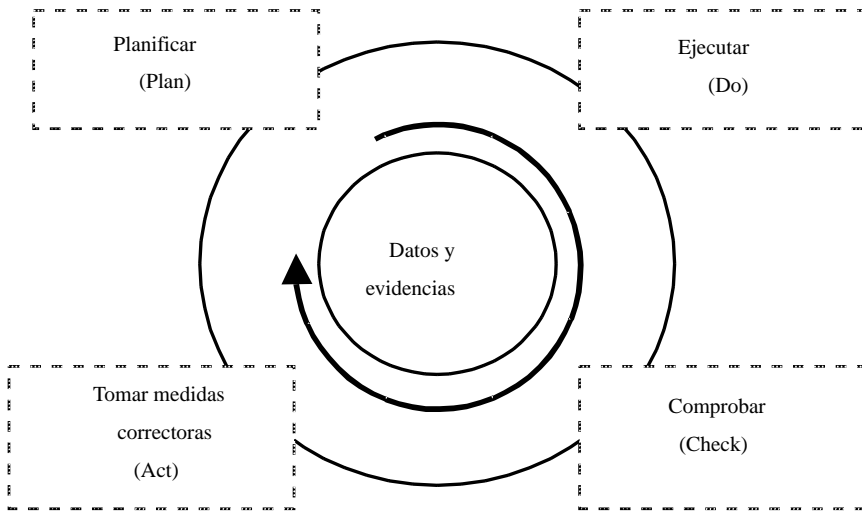 Planificar
(Plan)
Ejecutar
(Do)
Datos y
evidencias
Tomar medidas
correctoras
(Act)
Comprobar
(Check)